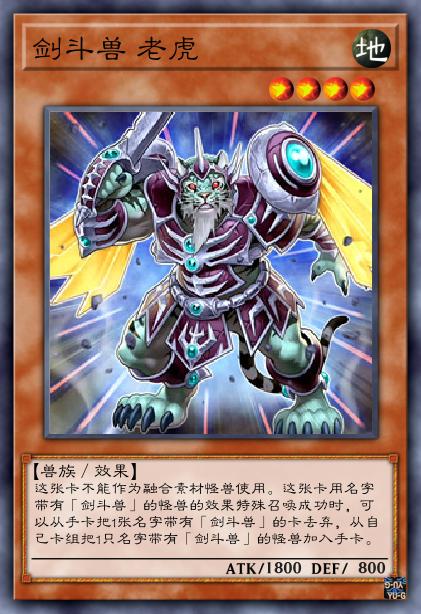 剑斗兽 老虎
地
【兽族／效果】
这张卡不能作为融合素材怪兽使用。这张卡用名字
带有「剑斗兽」的怪兽的效果特殊召唤成功时，可
以从手卡把1张名字带有「剑斗兽」的卡丢弃，从自
己卡组把1只名字带有「剑斗兽」的怪兽加入手卡。
ATK/1800 DEF/ 800